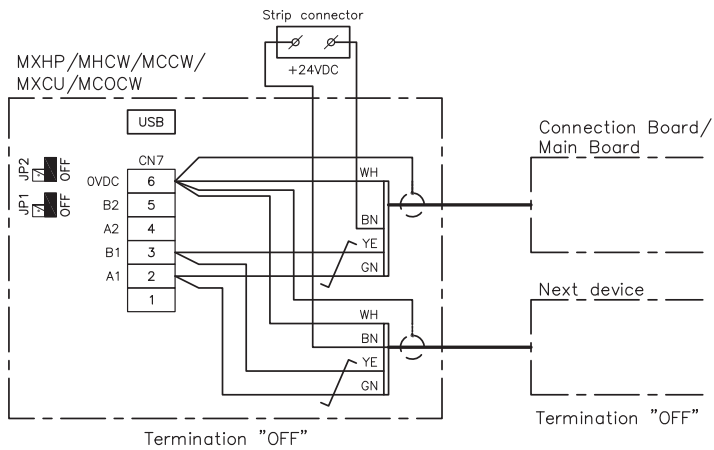 Strip connector
+24VDC
MXHP/MHCW/MCCW/
MXCU/MCOCW
USB
Connection Board/
Main Board
JP2
OFF
CN7
0VDC 6
WH
JP1
OFF
B2 5
BN
A2 4
YE
B1 3
GN
A1 2
Next device
1
WH
BN
YE
GN
Termination "OFF"
Termination "OFF"